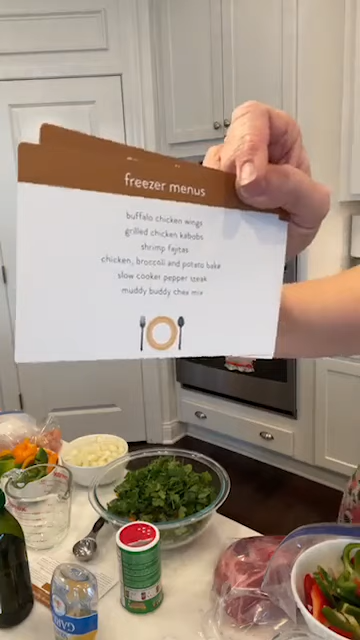 freezer menus
buffalo chicken wings
grilled chicken kabobs
shrimp fajitas
chicken, broccoli and potato bake
slow cooker pepper steak
muddy buddy chex mix